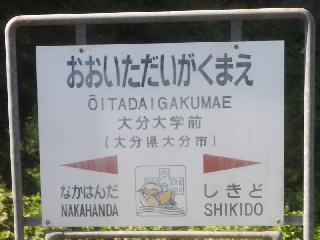 おおいただいがくまえ
ŌITADAIGAKUMAE
大分大学前
(大分県大分市)
なかはんだ しきど
NAKAHANDA SHIKIDO